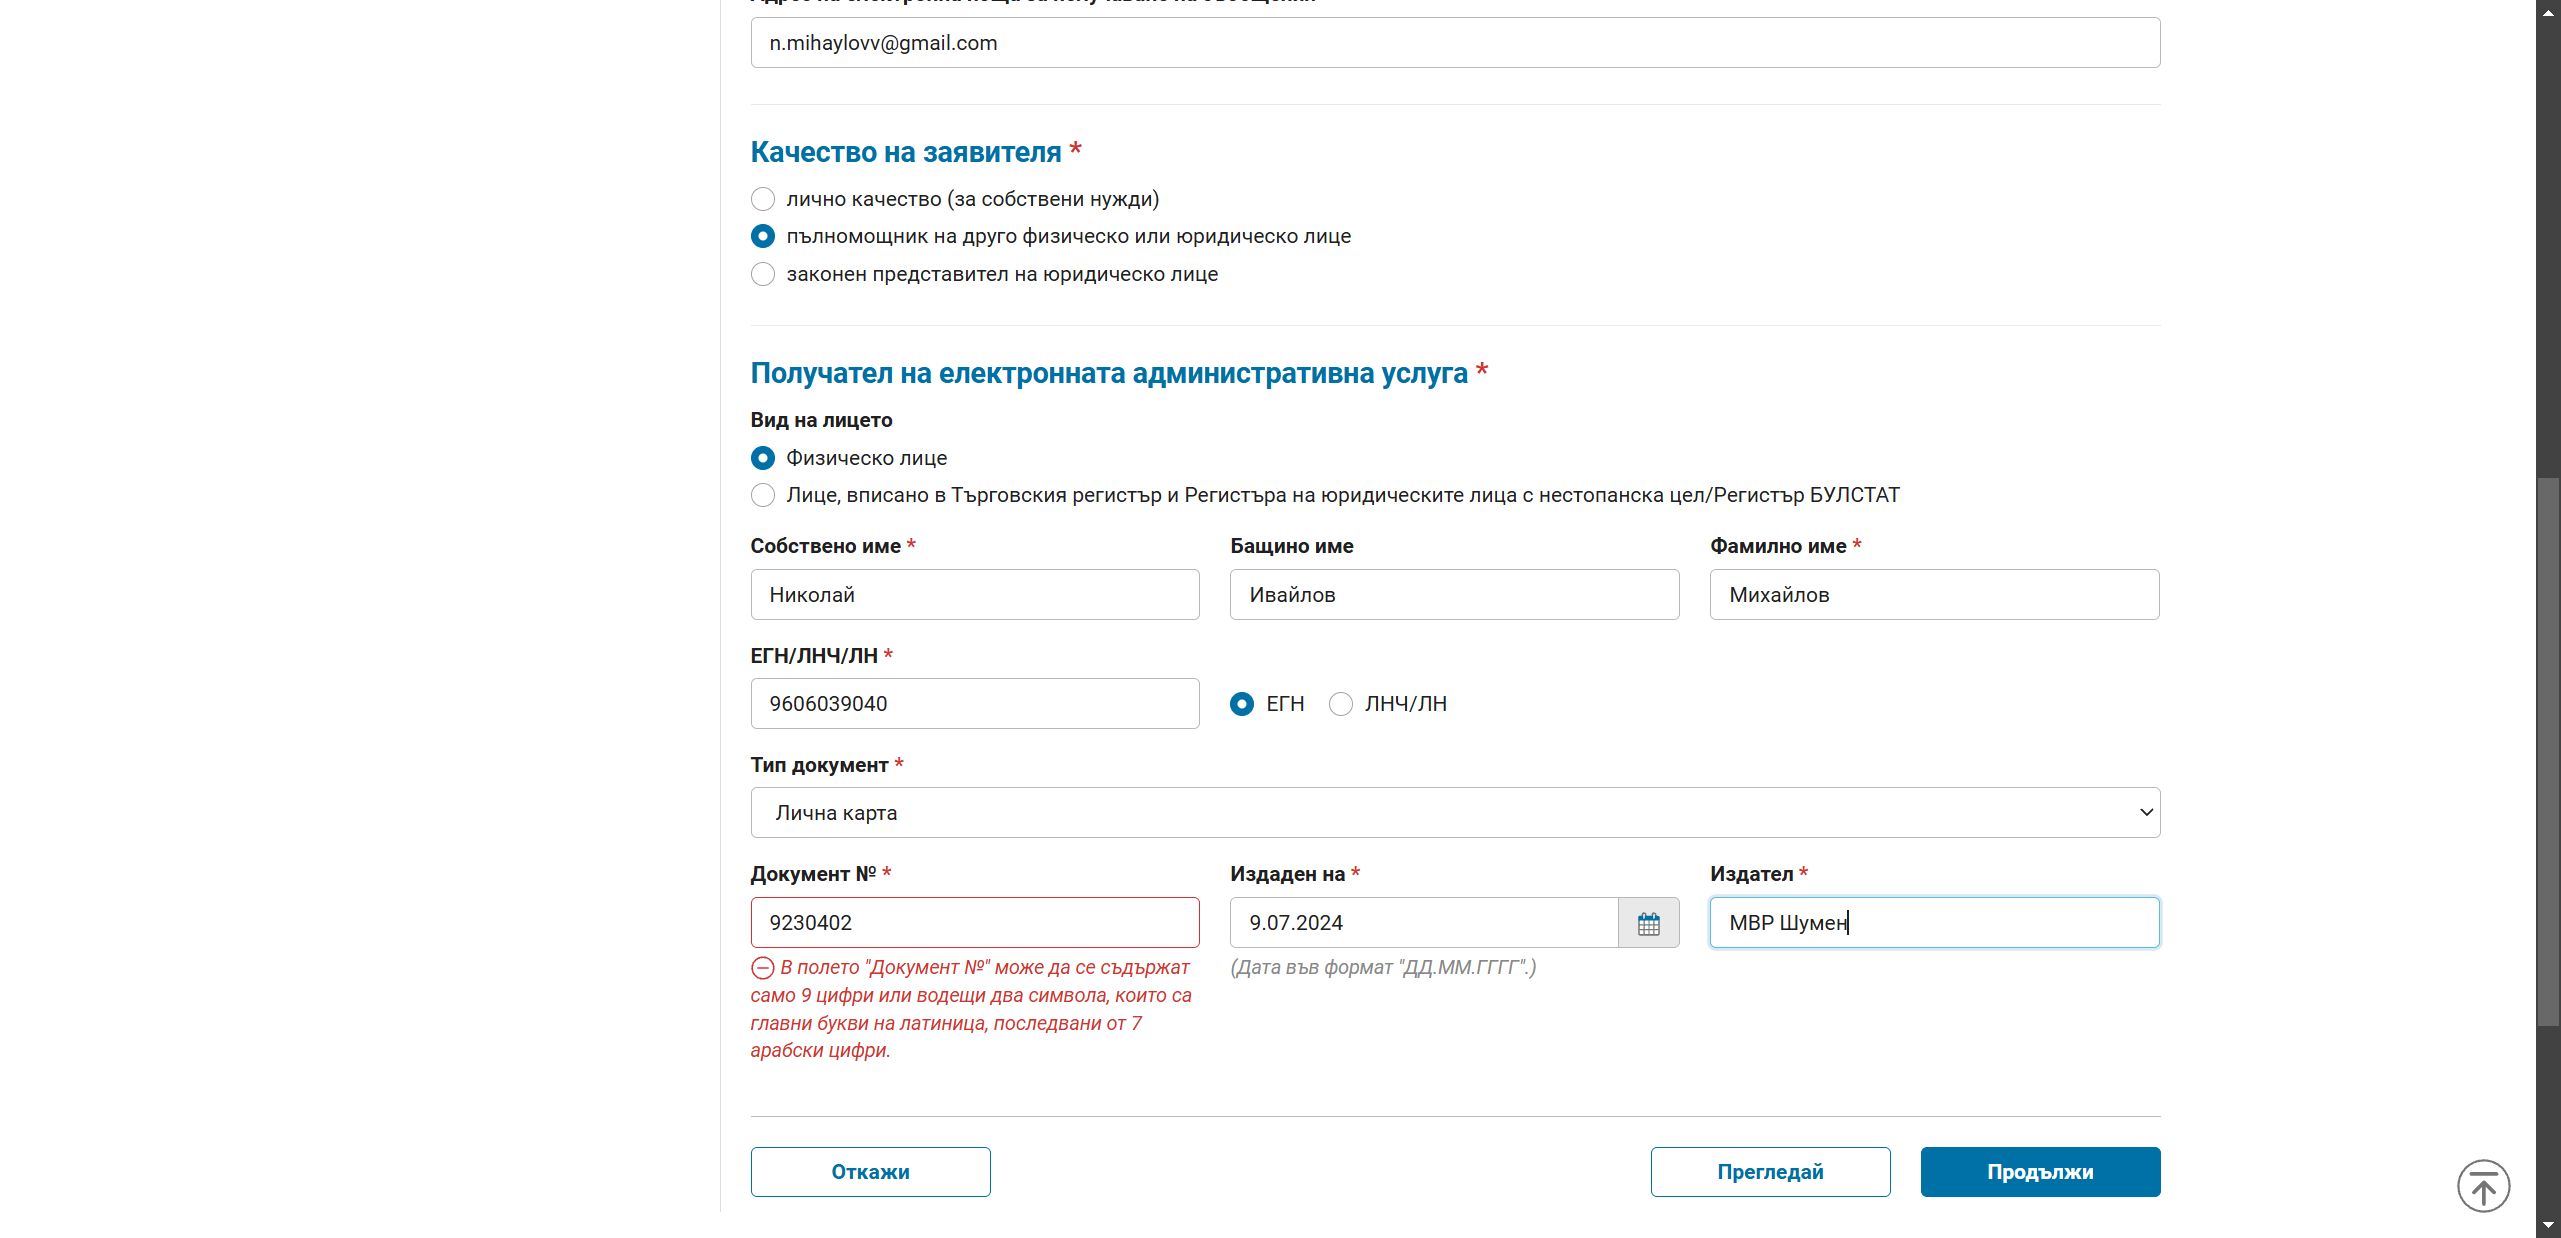 n.mihaylovv@gmail.com
Качество на заявителя *
лично качество (за собствени нужди)
пълномощник на друго физическо или юридическо лице
законен представител на юридическо лице
Получател на електронната административна услуга *
Вид на лицето
Физическо лице
Лице, вписано в Търговския регистър и Регистъра на юридическите лица с нестопанска цел/Регистър БУЛСТАТ
Собствено име * Бащино име Фамилно име *
Николай Ивайлов Михайлов
ЕГН/ЛНЧ/ЛН *
9606039040 ЕГН ЛНЧ/ЛН
Тип документ *
Лична карта
Документ № * Издаден на * Издател *
9230402 9.07.2024 МВР Шумен
В полето "Документ №" може да се съдържат (Дата във формат "ДД.ММ.ГГГГ".)
само 9 цифри или водещи два символа, които са
главни букви на латиница, последвани от 7
арабски цифри.
Откажи Прегледай Продължи